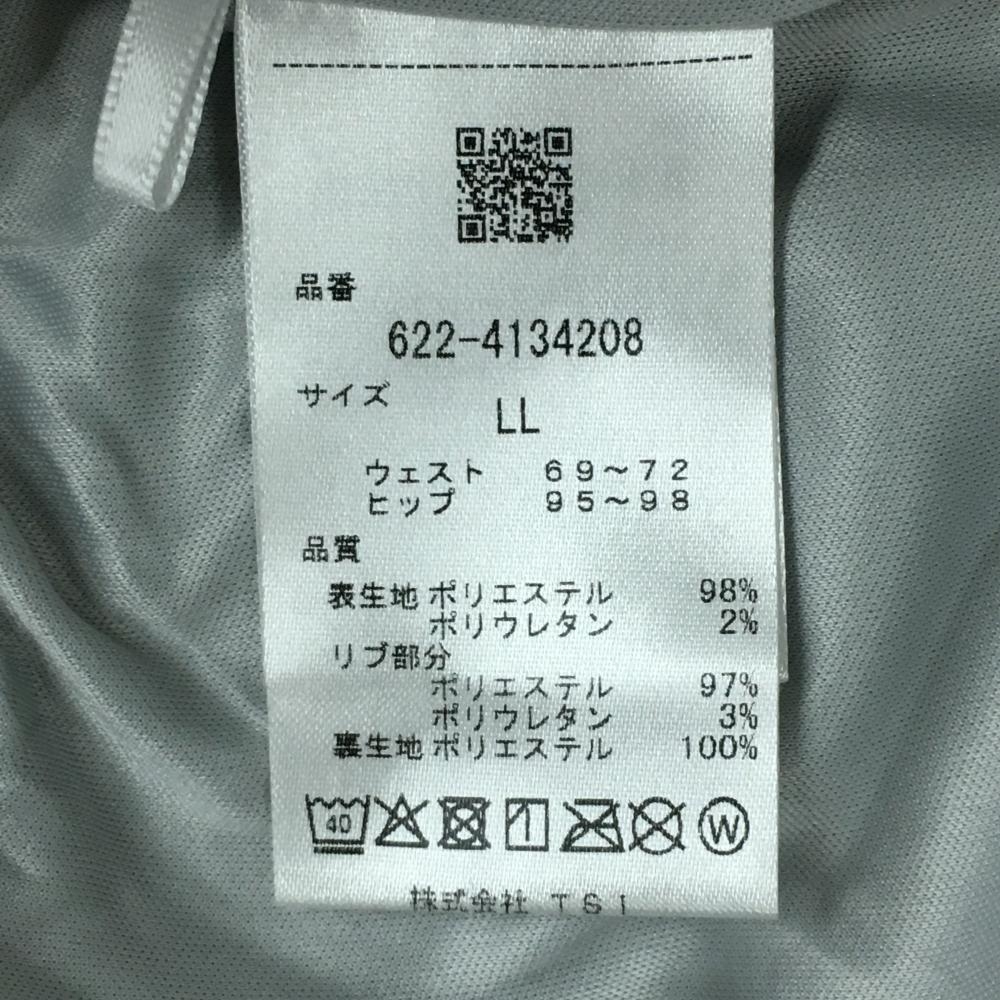 品番
622-4134208
サイズ
LL
ウェスト 69～72
ヒップ 95～98
品質
表生地 ポリエステル 98%
ポリウレタン 2%
リブ部分
ポリエステル 97%
ポリウレタン 3%
裏生地 ポリエステル 100%
40 W
株式会社 TSI